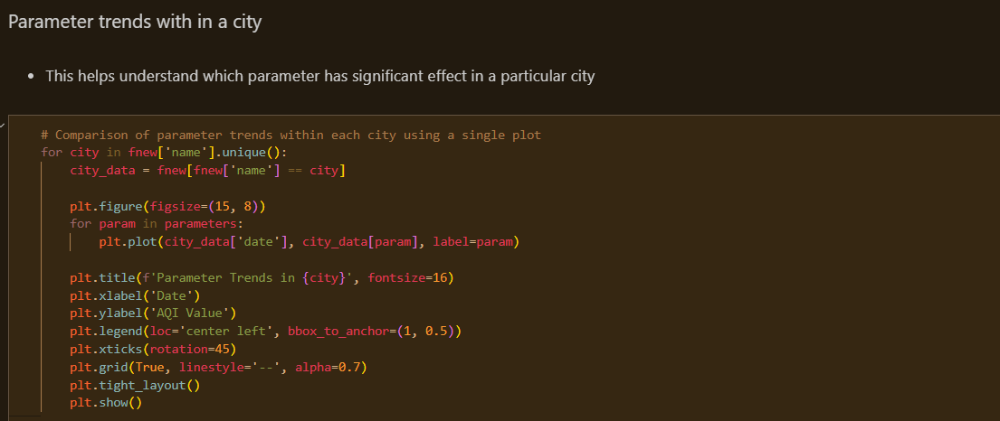 Parameter trends with in a city
• This helps understand which parameter has significant effect in a particular city
# Comparison of parameter trends within each city using a single plot
for city in fnew['name'].unique():
    city_data = fnew[fnew['name'] == city]

    plt.figure(figsize=(15, 8))
    for param in parameters:
        plt.plot(city_data['date'], city_data[param], label=param)

    plt.title(f'Parameter Trends in {city}', fontsize=16)
    plt.xlabel('Date')
    plt.ylabel('AQI Value')
    plt.legend(loc='center left', bbox_to_anchor=(1, 0.5))
    plt.xticks(rotation=45)
    plt.grid(True, linestyle='--', alpha=0.7)
    plt.tight_layout()
    plt.show()